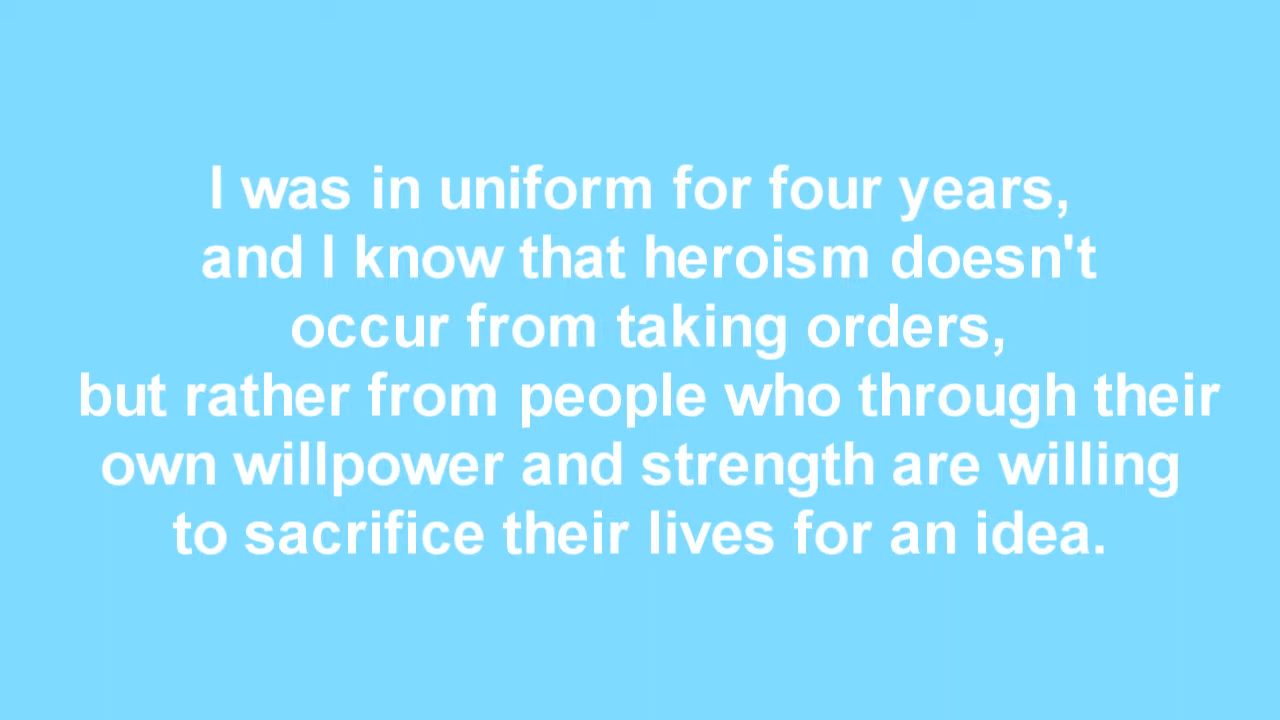 I was in uniform for four years,
and I know that heroism doesn't
occur from taking orders,
but rather from people who through their
own willpower and strength are willing
to sacrifice their lives for an idea.